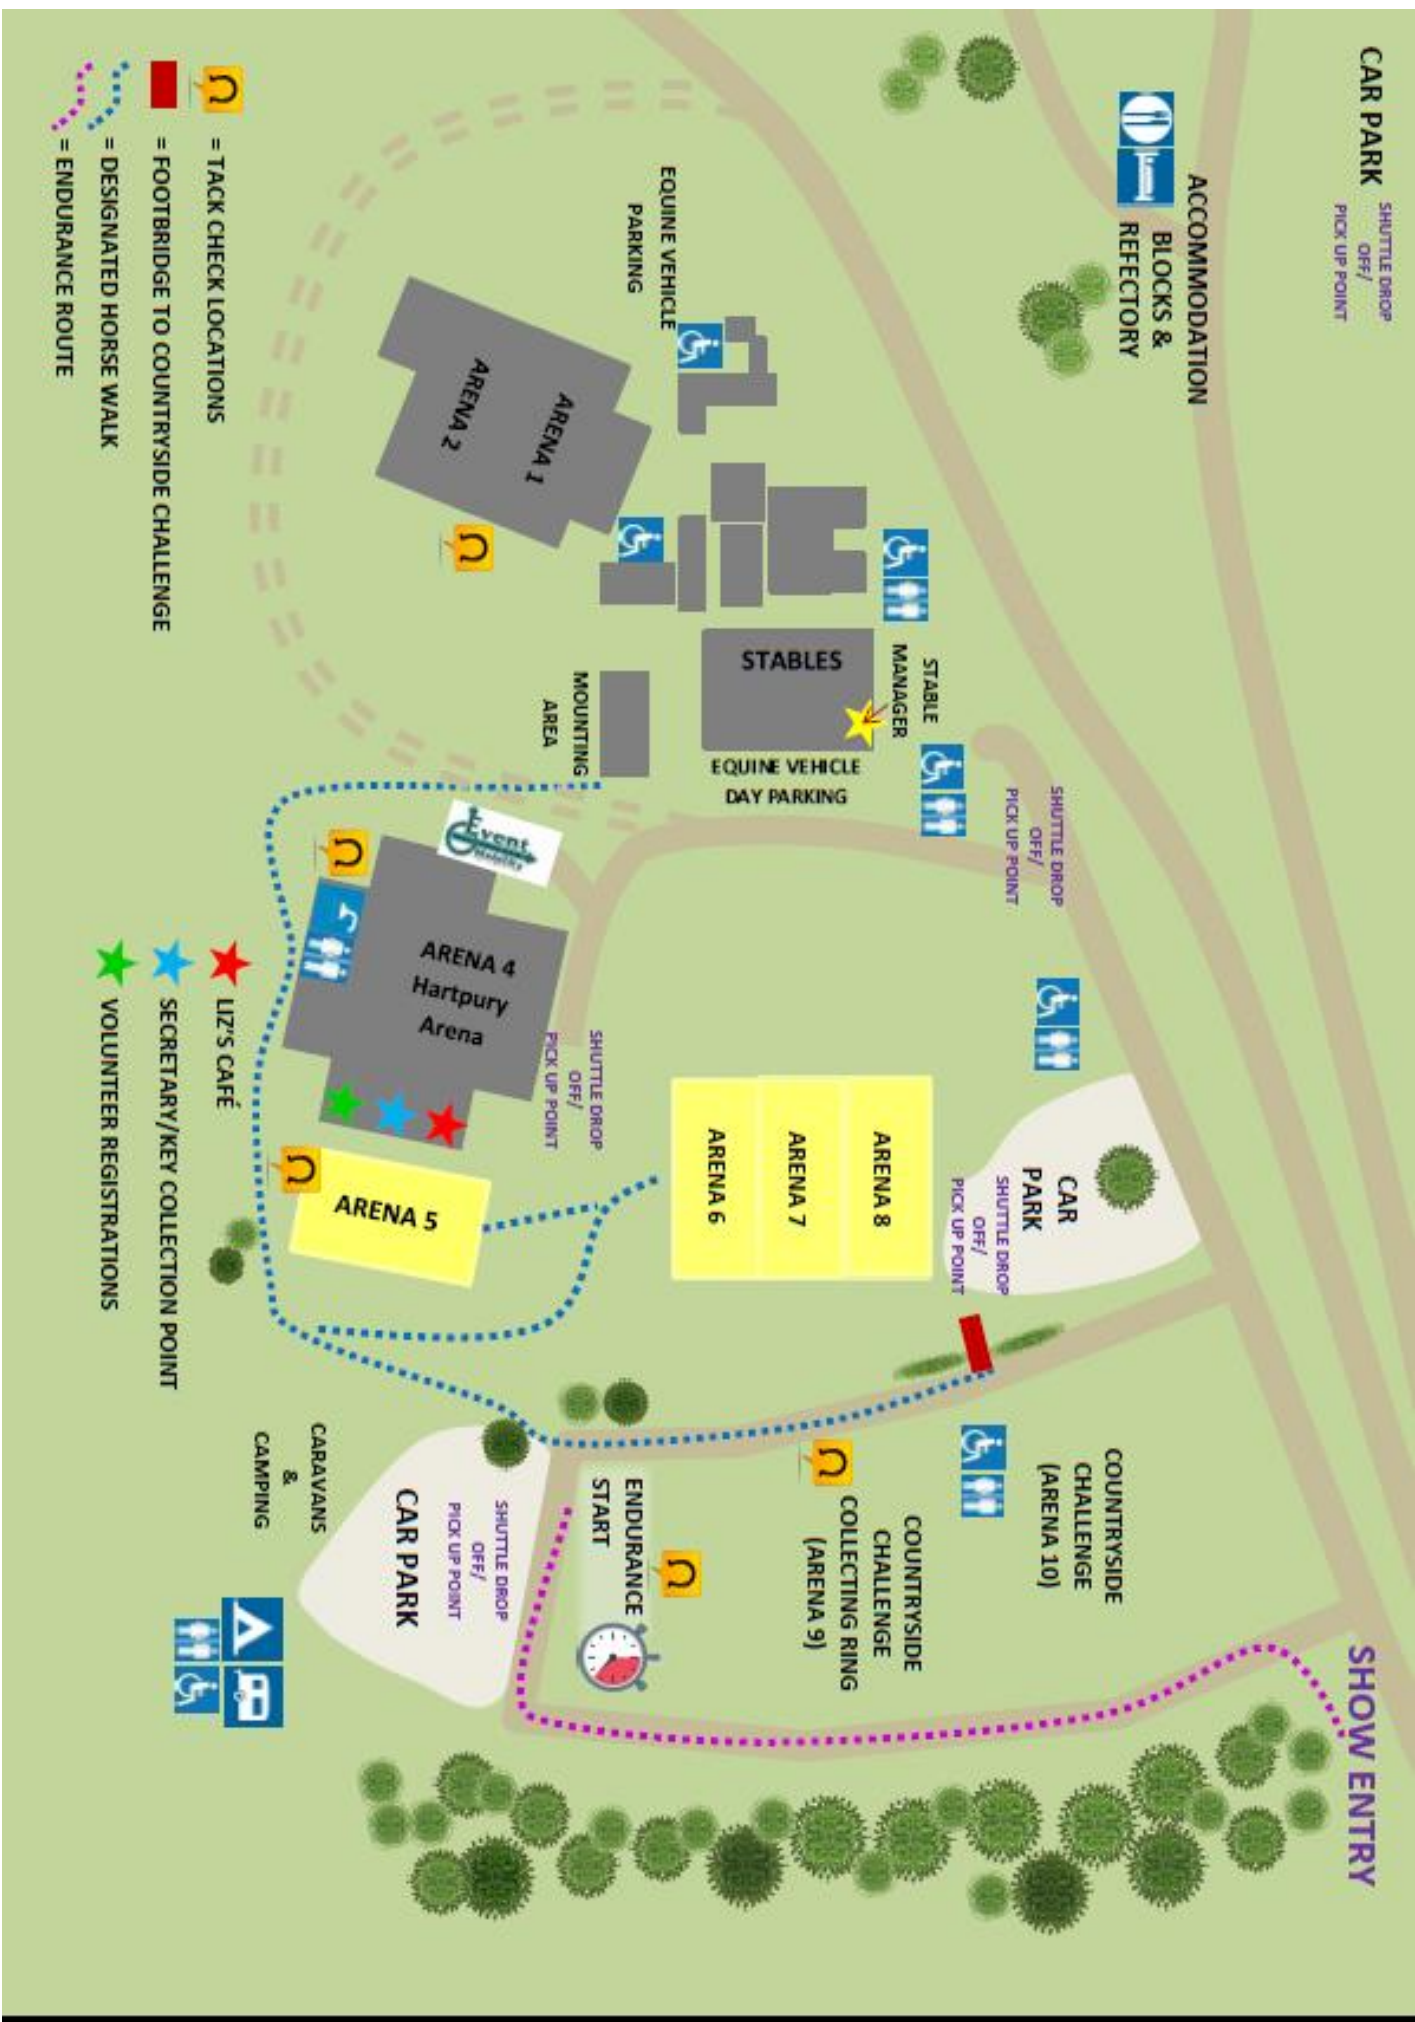 CAR PARK
SHUTTLE DROP
OFF/
PICK UP POINT
SHOW ENTRY
ACCOMMODATION
BLOCKS &
REFECTORY
COUNTRYSIDE
CHALLENGE
(ARENA 10)
SHUTTLE DROP
OFF/
PICK UP POINT
CAR
PARK
SHUTTLE DROP
OFF/
PICK UP POINT
STABLE
MANAGER
COUNTRYSIDE
CHALLENGE
COLLECTING RING
(ARENA 9)
STABLES
EQUINE VEHICLE
DAY PARKING
ARENA 8
ARENA 7
ARENA 6
EQUINE VEHICLE
PARKING
MOUNTING
AREA
SHUTTLE DROP
OFF/
PICK UP POINT
ENDURANCE
START
ARENA 1
ARENA 2
Event
Mobility
ARENA 4
Hartpury
Arena
ARENA 5
SHUTTLE DROP
OFF/
PICK UP POINT
CAR PARK
CARAVANS
&
CAMPING
= TACK CHECK LOCATIONS
= FOOTBRIDGE TO COUNTRYSIDE CHALLENGE
= DESIGNATED HORSE WALK
= ENDURANCE ROUTE
LIZ'S CAFÉ
SECRETARY/KEY COLLECTION POINT
VOLUNTEER REGISTRATIONS